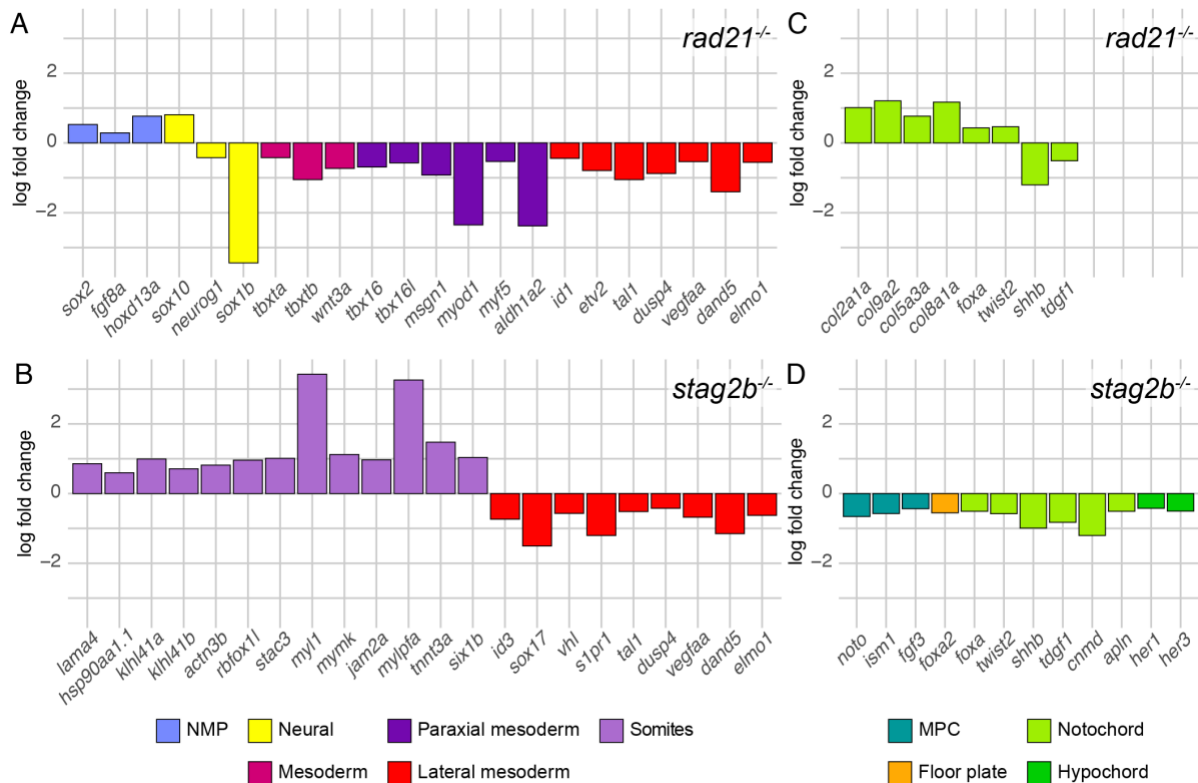 A
rad21-/-
log fold change
2
0
−2
sox2
fgf8a
hoxd13a
sox10
neurog1
sox1b
tbxta
tbxtb
wnt3a
tbx16
tbx16l
msgn1
myod1
myf5
aldh1a2
id1
etv2
tal1
dusp4
vegfaa
dand5
elmo1
C
rad21-/-
log fold change
2
0
−2
col2a1a
col9a2
col5a3a
col8a1a
foxa
twist2
shhb
tdgf1
B
stag2b-/-
log fold change
2
0
−2
lama4
hsp90aa1.1
klhl41a
klhl41b
actn3b
rbfox1l
stac3
myl1
mymk
jam2a
mylpfa
tnnt3a
six1b
id3
sox17
vhl
s1pr1
tal1
dusp4
vegfaa
dand5
elmo1
D
stag2b-/-
log fold change
2
0
−2
noto
ism1
fgf3
foxa2
foxa
twist2
shhb
tdgf1
cnmd
apln
her1
her3
NMP
Neural
Paraxial mesoderm
Somites
Mesoderm
Lateral mesoderm
MPC
Notochord
Floor plate
Hypochord